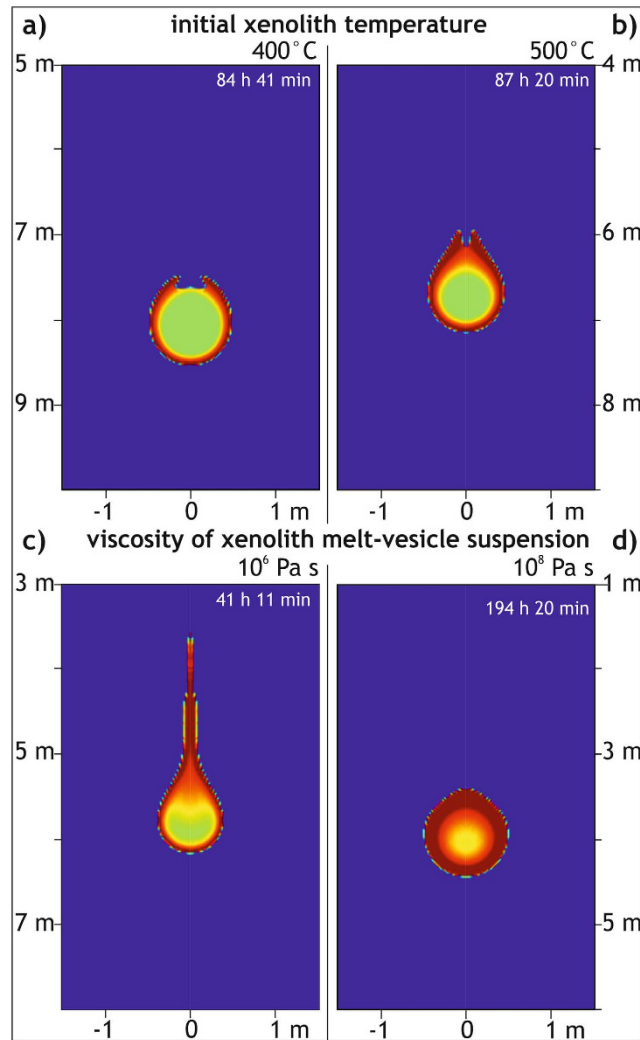 a) initial xenolith temperature b)
400°C 500°C
5 m 84 h 41 min 87 h 20 min 4 m
7 m 6 m
9 m 8 m
-1 0 1 m -1 0 1 m
c) viscosity of xenolith melt-vesicle suspension d)
10⁶ Pa s 10⁸ Pa s
3 m 41 h 11 min 194 h 20 min 1 m
5 m 3 m
7 m 5 m
-1 0 1 m -1 0 1 m